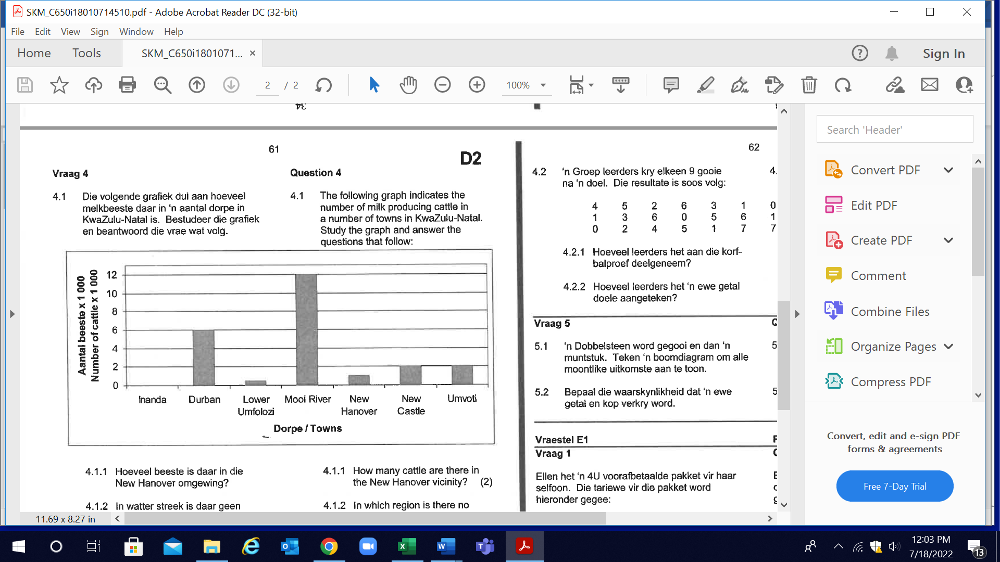 SKM_C650i18010714510.pdf - Adobe Acrobat Reader DC (32-bit)
File Edit View Sign Window Help
Home Tools SKM_C650i1801071... × Sign In
2 / 2 100%
34
61
D2
Vraag 4
4.1 Die volgende grafiek dui aan hoeveel
melkbeeste daar in 'n aantal dorpe in
KwaZulu-Natal is. Bestudeer die grafiek
en beantwoord die vrae wat volg.
Question 4
4.1 The following graph indicates the
number of milk producing cattle in
a number of towns in KwaZulu-Natal.
Study the graph and answer the
questions that follow:
Aantal beeste x 1 000
Number of cattle x 1 000
12
10
8
6
4
2
0
Inanda
Durban
Lower
Umfolozi
Mooi River
New
Hanover
New
Castle
Umvoti
Dorpe / Towns
4.1.1 Hoeveel beeste is daar in die
New Hanover omgewing?
4.1.2 In watter streek is daar geen
4.1.1 How many cattle are there in
the New Hanover vicinity? (2)
4.1.2 In which region is there no
62
4.2 'n Groep leerders kry elkeen 9 gooie
na 'n doel. Die resultate is soos volg:
4.
4 5 2 6 3 1 0
1 3 6 0 5 6 1
0 2 4 5 1 7 7
4.2.1 Hoeveel leerders het aan die korf-
balproef deelgeneem?
4.2.2 Hoeveel leerders het 'n ewe getal
doele aangeteken?
Vraag 5
5.1 'n Dobbelsteen word gegooi en dan 'n
muntstuk. Teken 'n boomdiagram om alle
moontlike uitkomste aan te toon.
5
5.2 Bepaal die waarskynlikheid dat 'n ewe
getal en kop verkry word.
5
Vraestel E1
Vraag 1
Ellen het 'n 4U voorafbetaalde pakket vir haar
selfoon. Die tariewe vir die pakket word
hieronder gegee:
11.69 x 8.27 in
Search 'Header'
Convert PDF
Edit PDF
Create PDF
Comment
Combine Files
Organize Pages
Compress PDF
Convert, edit and e-sign PDF
forms & agreements
Free 7-Day Trial
12:03 PM
7/18/2022
13